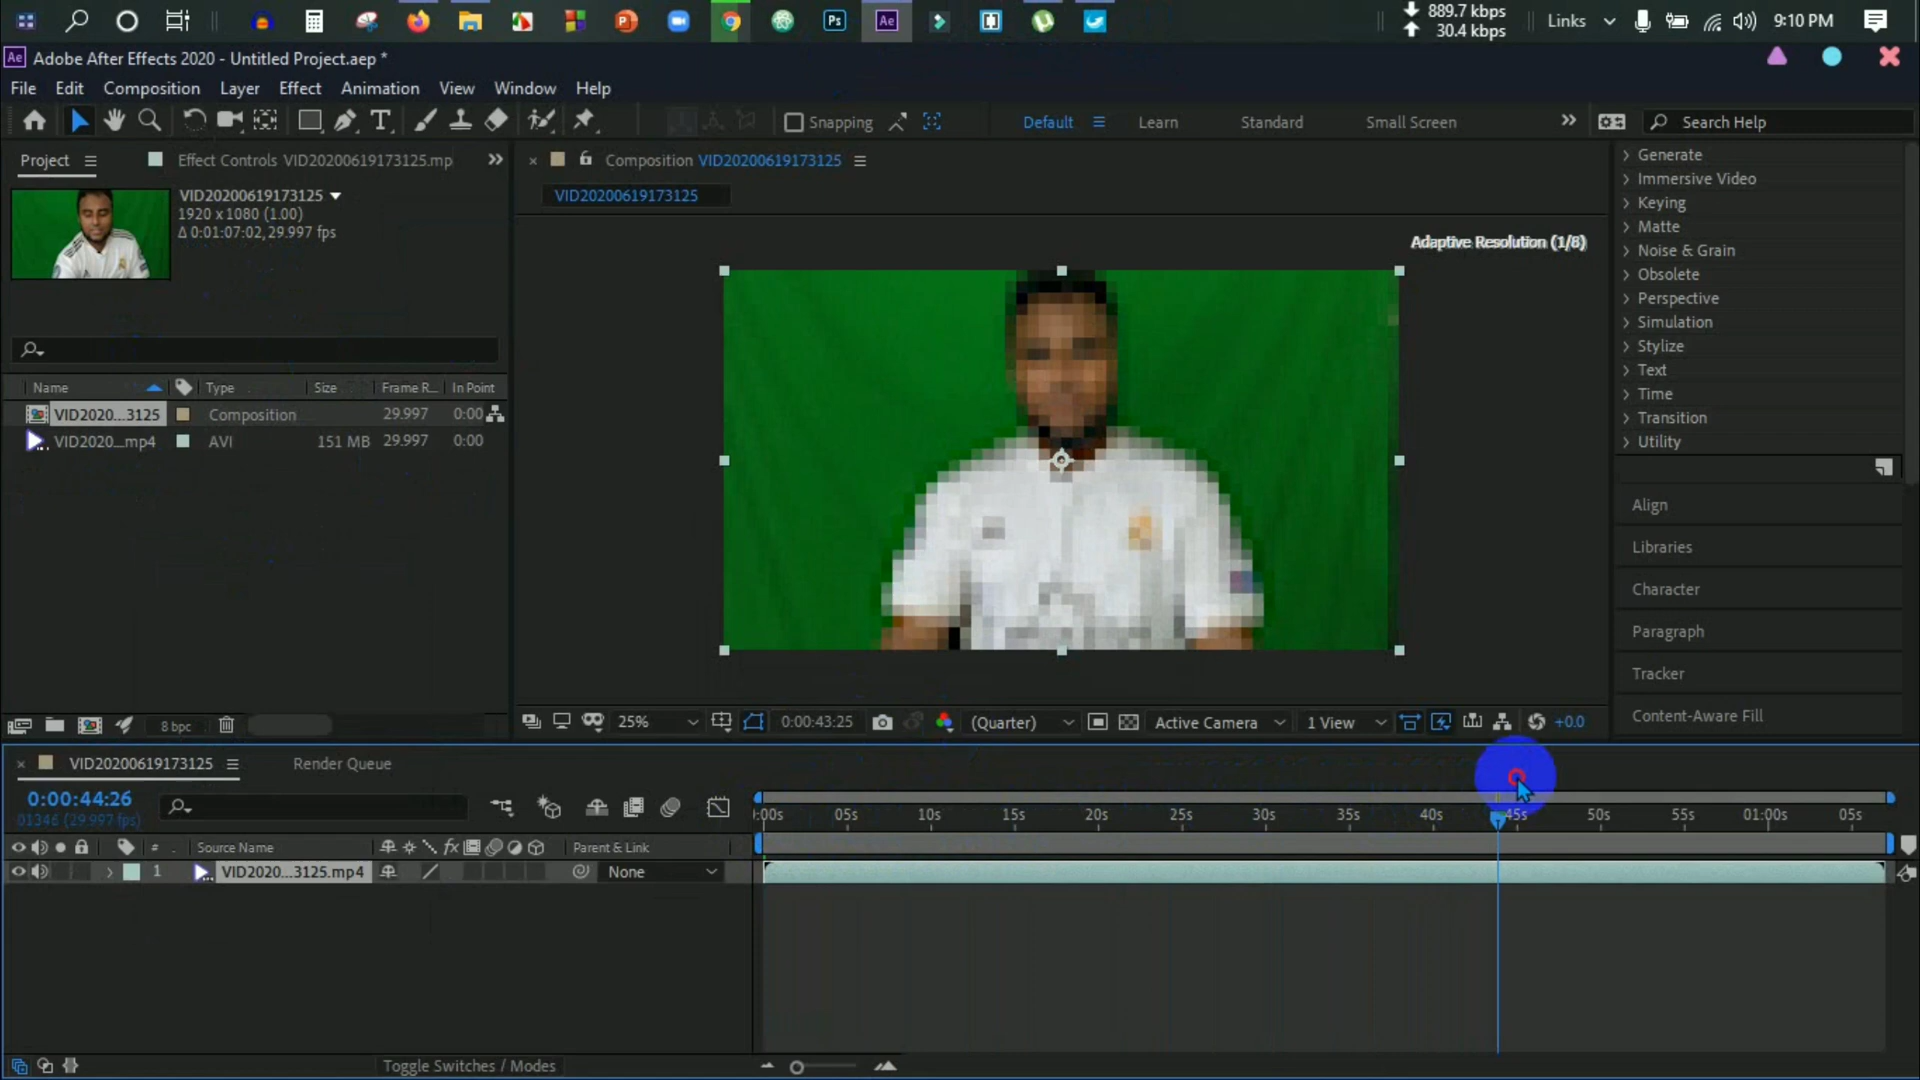 889.7 kbps
30.4 kbps
Links
9:10 PM
Ae Adobe After Effects 2020 - Untitled Project.aep *
File Edit Composition Layer Effect Animation View Window Help
Snapping
Default
Learn
Standard
Small Screen
Search Help
Project
Effect Controls VID20200619173125.mp
Composition VID20200619173125
VID20200619173125
VID20200619173125
1920 x 1080 (1.00)
Δ 0:01:07:02, 29.997 fps
Adaptive Resolution (1/8)
Name Type Size Frame R... In Point
VID2020...3125 Composition 29.997 0:00
VID2020....mp4 AVI 151 MB 29.997 0:00
8 bpc
25%
0:00:43:25
(Quarter)
Active Camera
1 View
+0.0
Generate
Immersive Video
Keying
Matte
Noise & Grain
Obsolete
Perspective
Simulation
Stylize
Text
Time
Transition
Utility
Align
Libraries
Character
Paragraph
Tracker
Content-Aware Fill
VID20200619173125
Render Queue
0:00:44:26
01346 (29.997 fps)
:00s 05s 10s 15s 20s 25s 30s 35s 40s 45s 50s 55s 01:00s 05s
# Source Name fx Parent & Link
1 VID2020...3125.mp4 None
Toggle Switches / Modes